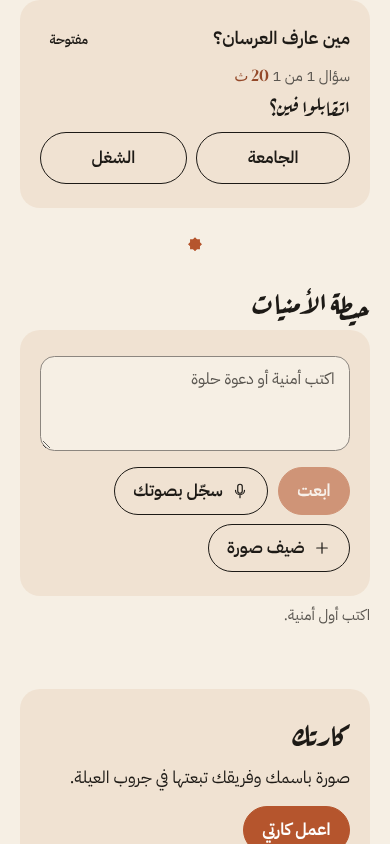 مين عارف العرسان؟
مفتوحة
سؤال 1 من 1 20 ث
اتقابلوا فين؟
الجامعة
الشغل
حيطة الأمنيات
اكتب أمنية أو دعوة حلوة
ابعت
سجّل بصوتك
ضيف صورة
اكتب أول أمنية.
كارتك
صورة باسمك وفريقك تبعتها في جروب العيلة.
اعمل كارتي